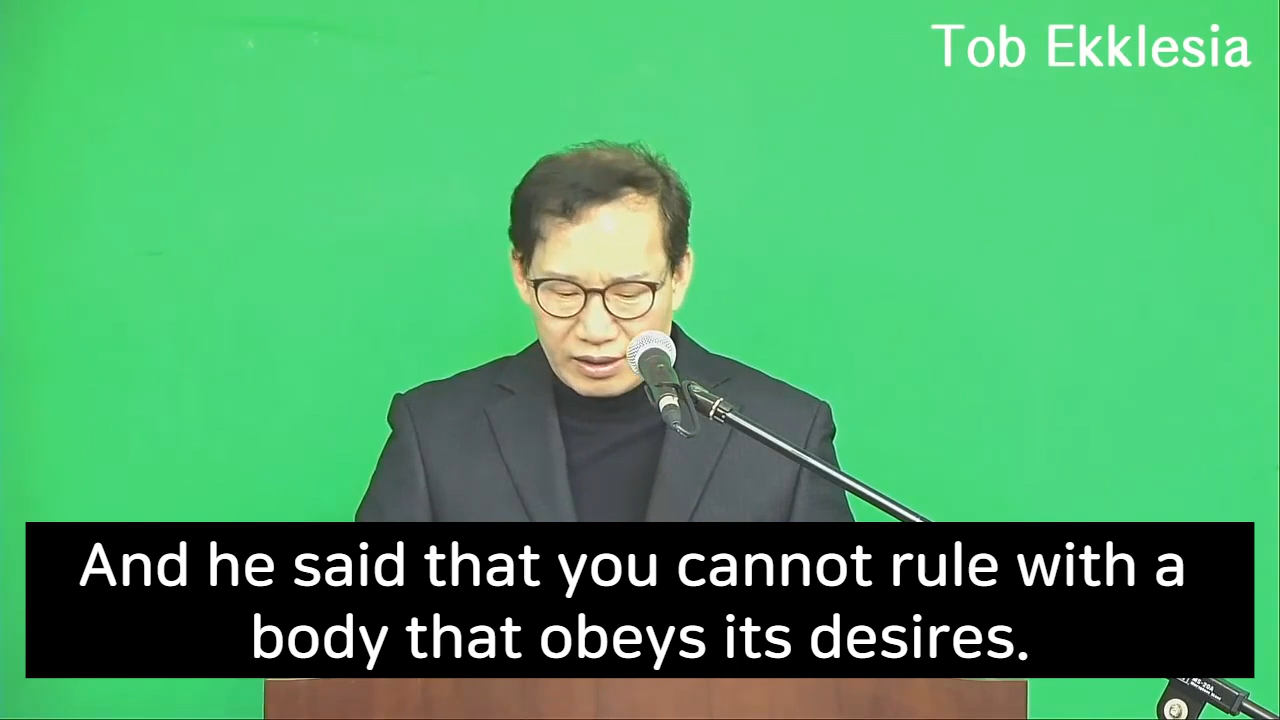 Tob Ekklesia
And he said that you cannot rule with a
body that obeys its desires.